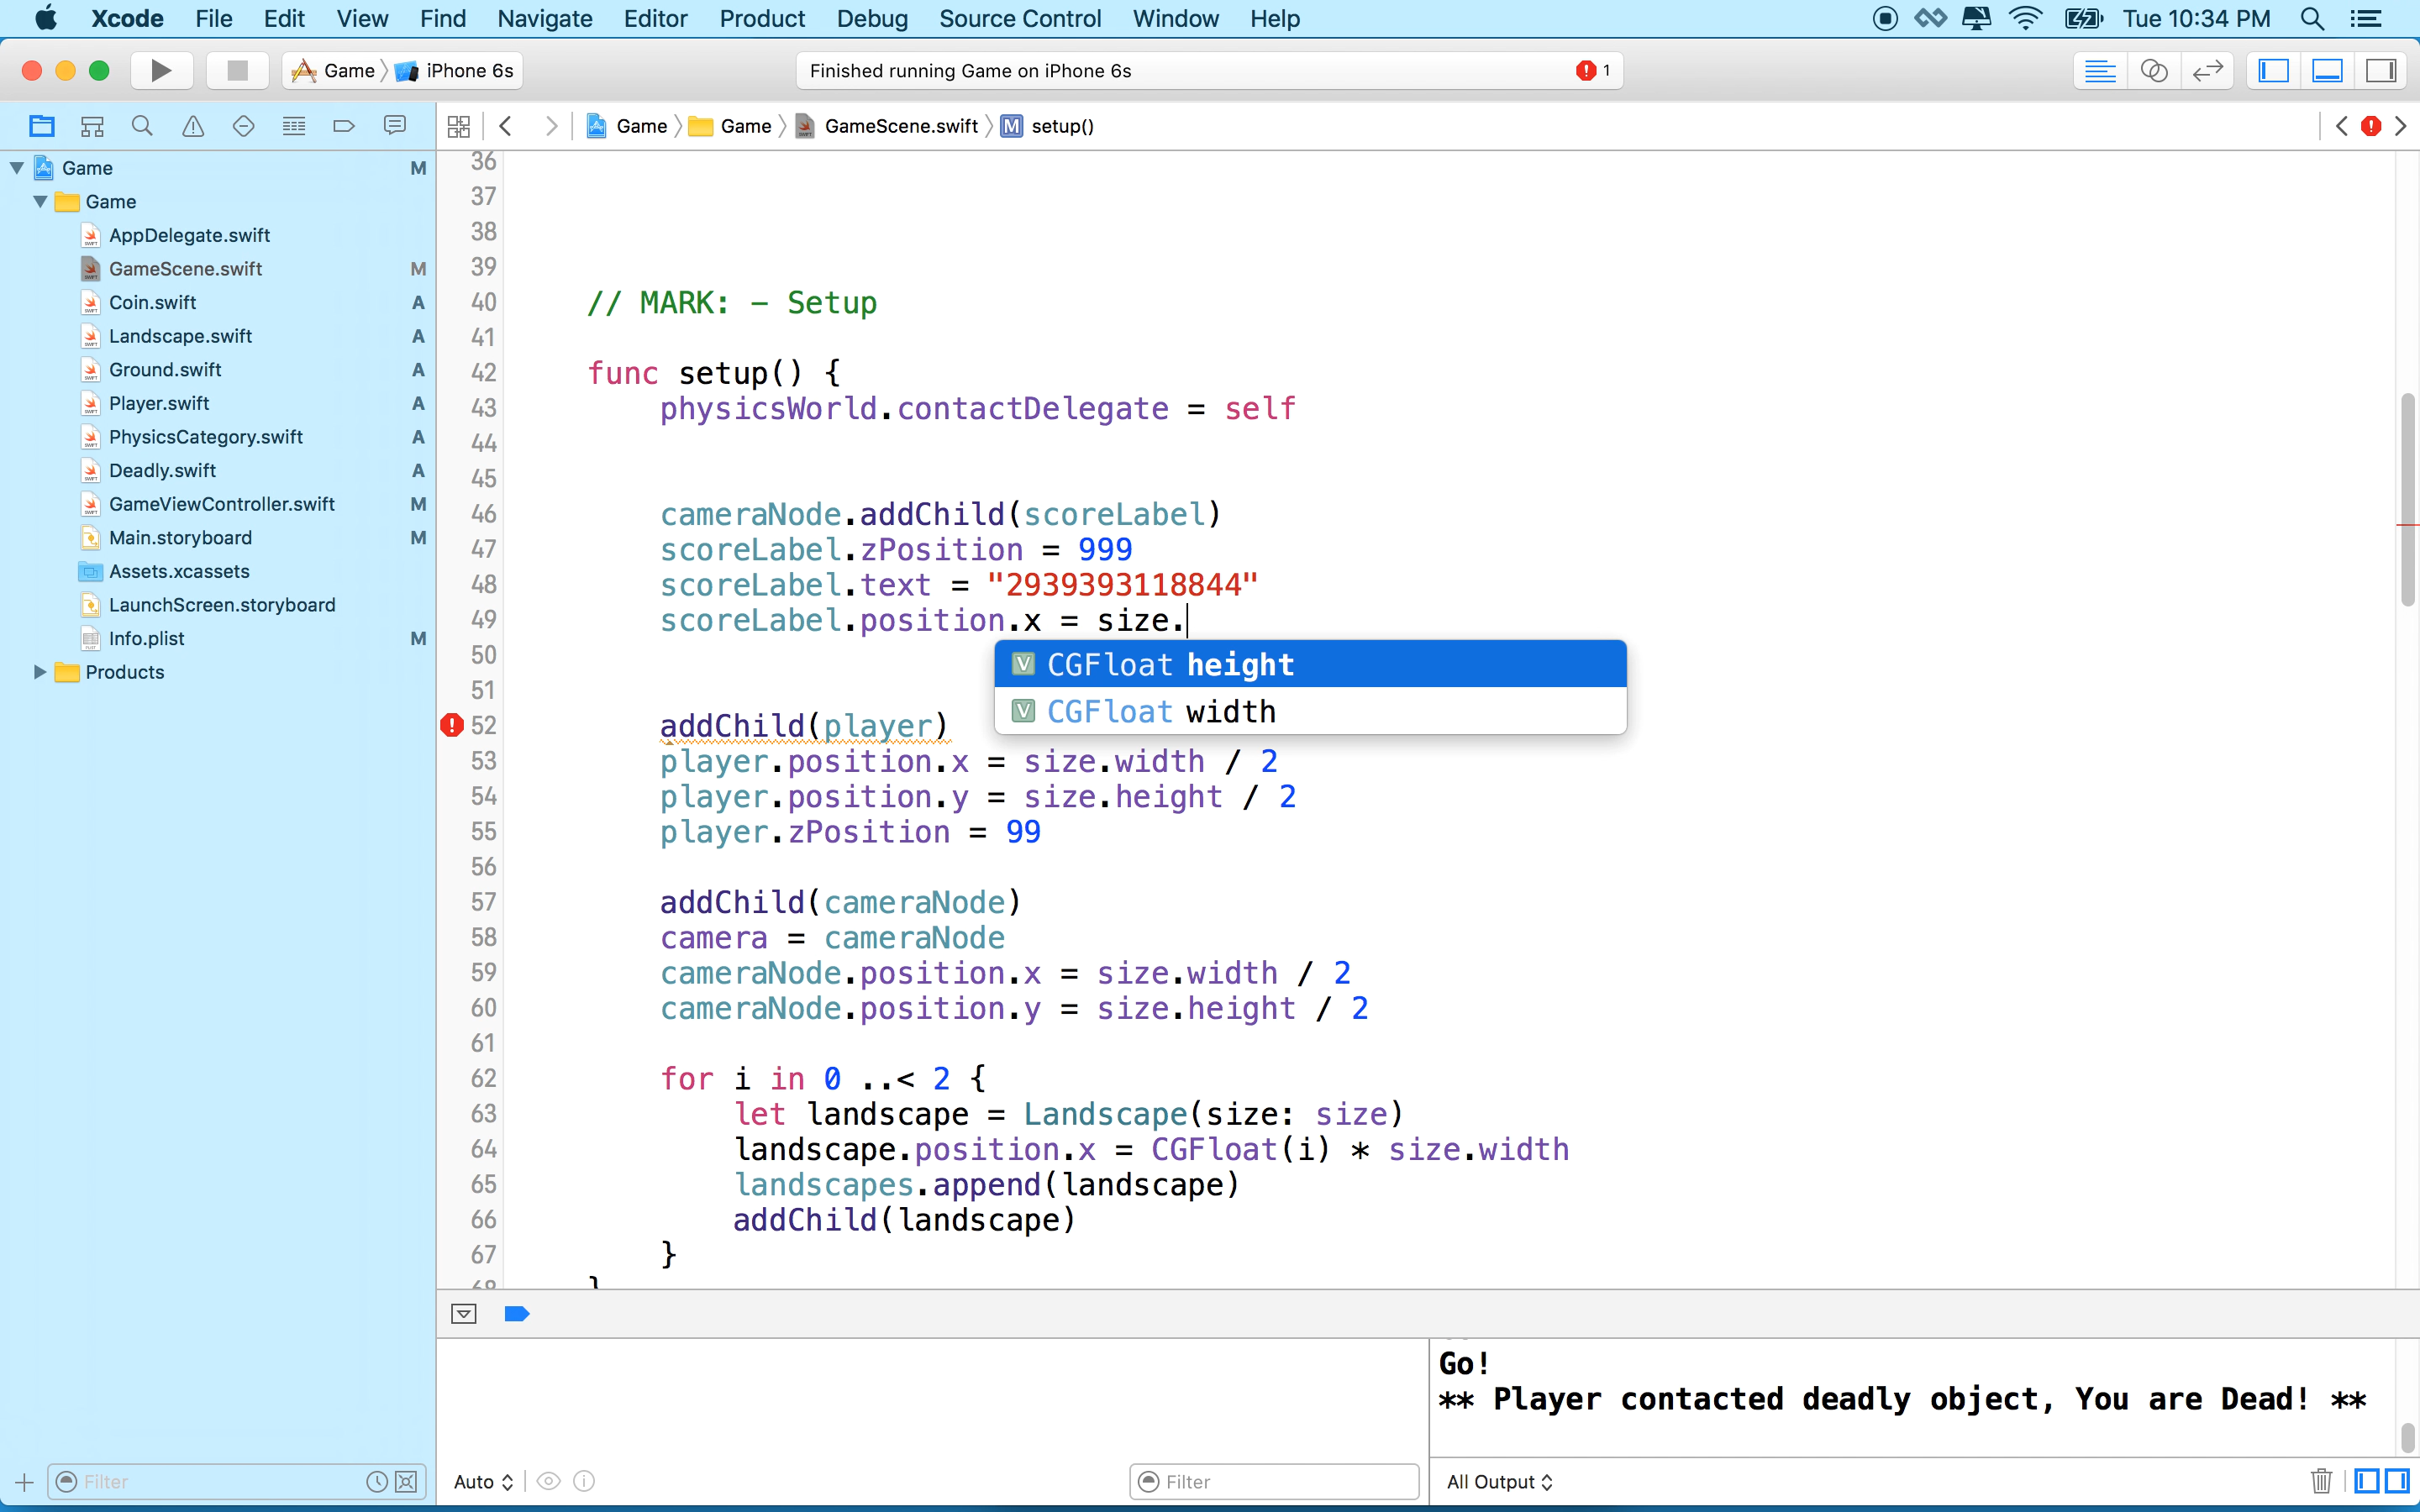 Xcode File Edit View Find Navigate Editor Product Debug Source Control Window Help Tue 10:34 PM
Game iPhone 6s Finished running Game on iPhone 6s 1
Game Game GameScene.swift M setup()
Game M
Game
AppDelegate.swift
GameScene.swift M
Coin.swift A
Landscape.swift A
Ground.swift A
Player.swift A
PhysicsCategory.swift A
Deadly.swift A
GameViewController.swift M
Main.storyboard M
Assets.xcassets
LaunchScreen.storyboard
Info.plist M
Products
36
37
38
39
40 // MARK: - Setup
41
42 func setup() {
43 physicsWorld.contactDelegate = self
44
45
46 cameraNode.addChild(scoreLabel)
47 scoreLabel.zPosition = 999
48 scoreLabel.text = "2939393118844"
49 scoreLabel.position.x = size.
50 V CGFloat height
51 V CGFloat width
52 addChild(player)
53 player.position.x = size.width / 2
54 player.position.y = size.height / 2
55 player.zPosition = 99
56
57 addChild(cameraNode)
58 camera = cameraNode
59 cameraNode.position.x = size.width / 2
60 cameraNode.position.y = size.height / 2
61
62 for i in 0 ..< 2 {
63 let landscape = Landscape(size: size)
64 landscape.position.x = CGFloat(i) * size.width
65 landscapes.append(landscape)
66 addChild(landscape)
67 }
68 }
Go!
** Player contacted deadly object, You are Dead! **
Filter Auto Filter All Output